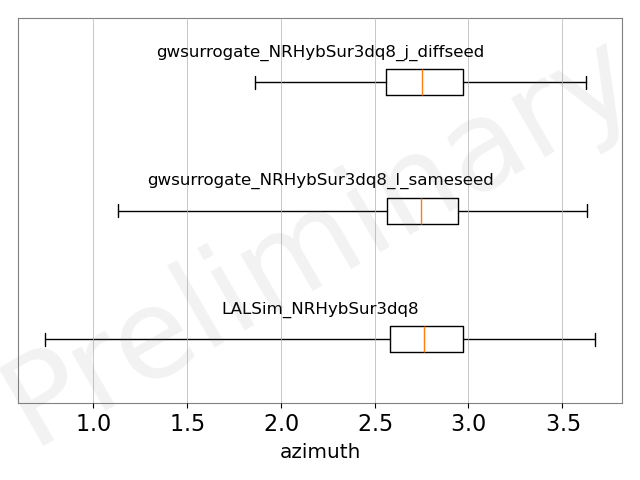 gwsurrogate_NRHybSur3dq8_j_diffseed
gwsurrogate_NRHybSur3dq8_l_sameseed
LALSim_NRHybSur3dq8
Preliminary
1.0 1.5 2.0 2.5 3.0 3.5
azimuth